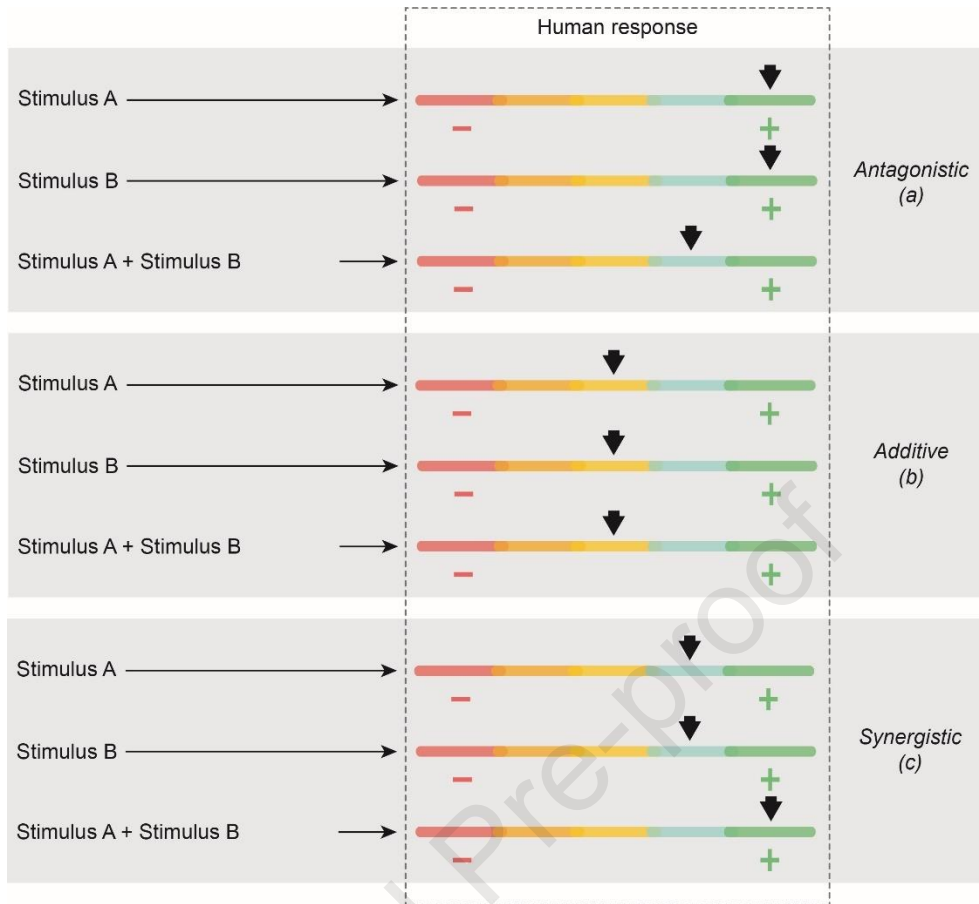 Human response
Stimulus A
− +
Stimulus B
− +
Stimulus A + Stimulus B
− +
Antagonistic
(a)
Stimulus A
− +
Stimulus B
− +
Stimulus A + Stimulus B
− +
Additive
(b)
Stimulus A
− +
Stimulus B
− +
Stimulus A + Stimulus B
− +
Synergistic
(c)
Pre-proof